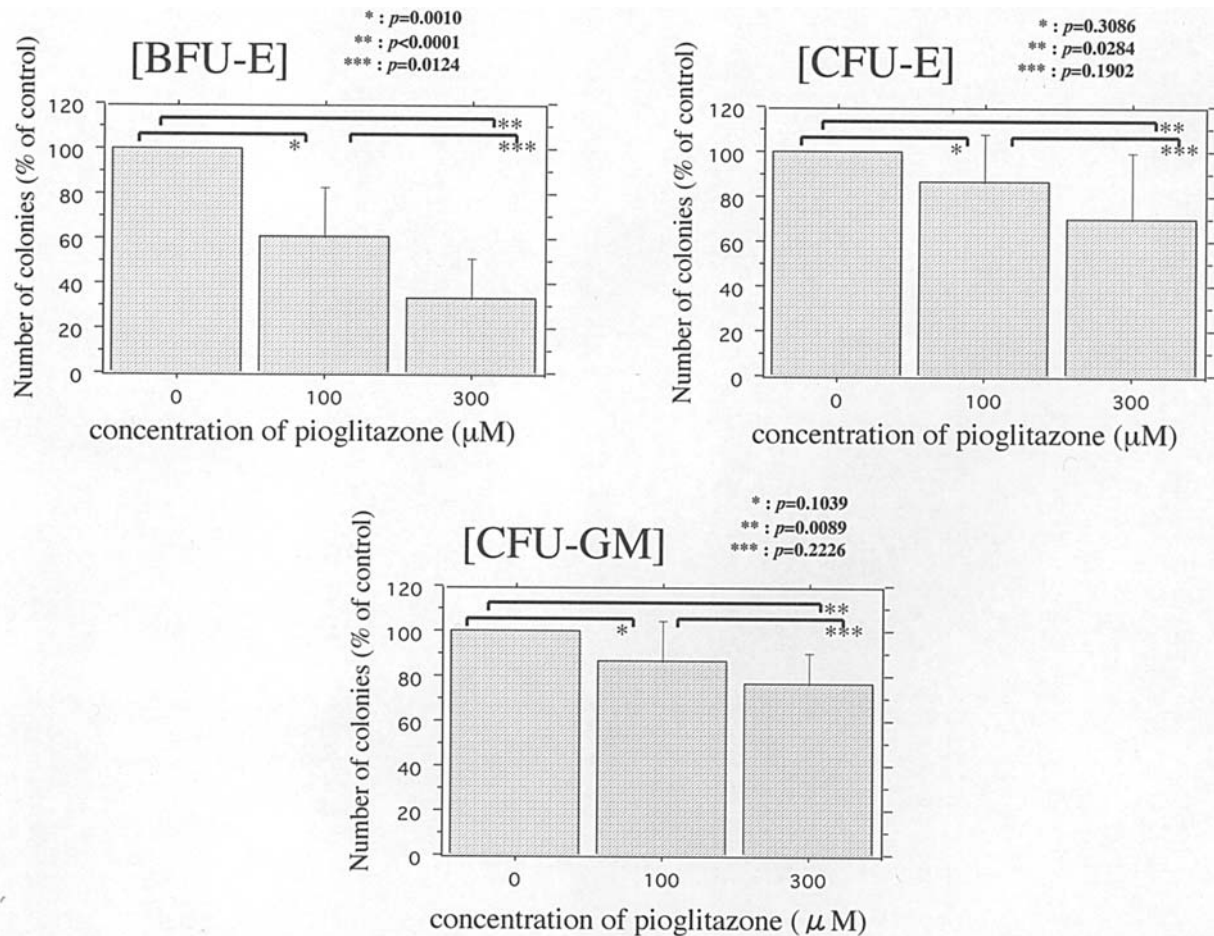 [BFU-E]
* : p=0.0010
** : p<0.0001
*** : p=0.0124
Number of colonies (% of control)
120
100
80
60
40
20
0
**
*
***
0 100 300
concentration of pioglitazone (μM)
[CFU-E]
* : p=0.3086
** : p=0.0284
*** : p=0.1902
Number of colonies (% of control)
120
100
80
60
40
20
0
**
*
***
0 100 300
concentration of pioglitazone (μM)
[CFU-GM]
* : p=0.1039
** : p=0.0089
*** : p=0.2226
Number of colonies (% of control)
120
100
80
60
40
20
0
**
*
***
0 100 300
concentration of pioglitazone ( μ M)